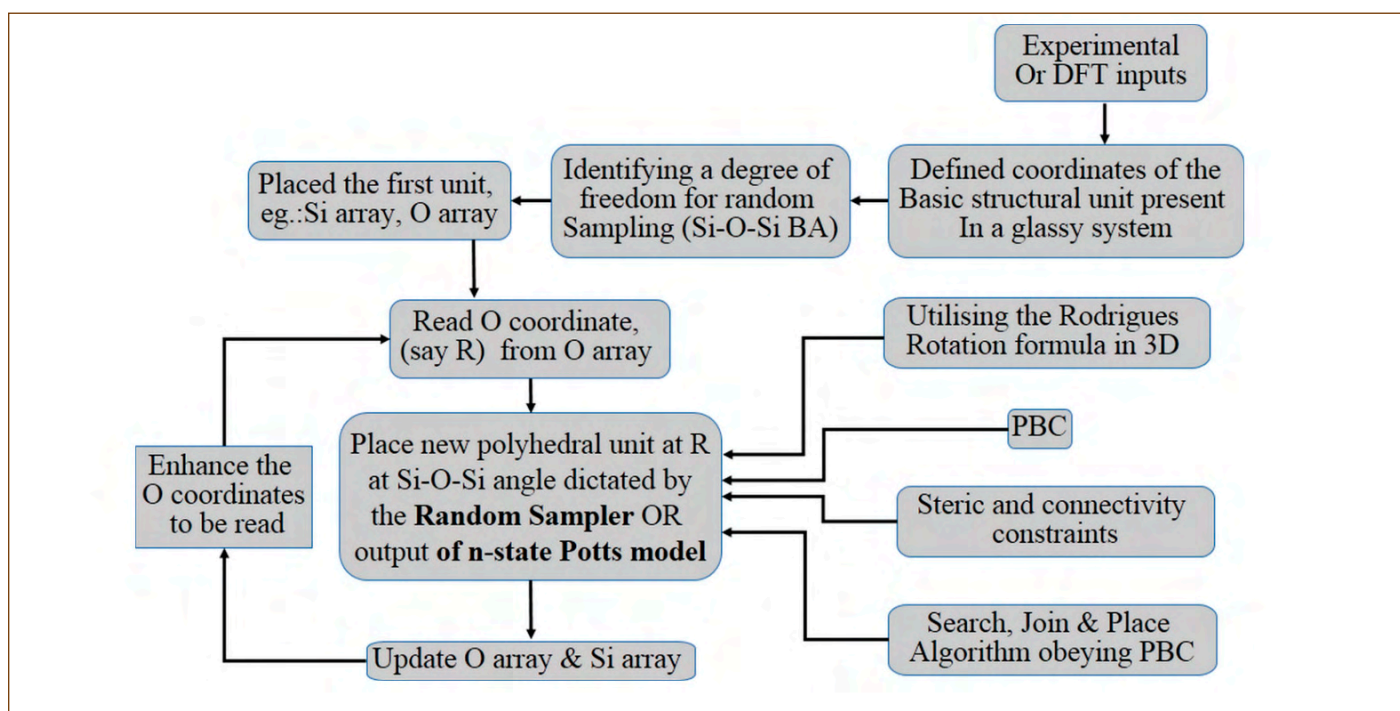 Experimental
Or DFT inputs
Defined coordinates of the
Basic structural unit present
In a glassy system
Identifying a degree of
freedom for random
Sampling (Si-O-Si BA)
Placed the first unit,
eg.:Si array, O array
Read O coordinate,
(say R) from O array
Place new polyhedral unit at R
at Si-O-Si angle dictated by
the Random Sampler OR
output of n-state Potts model
Update O array & Si array
Enhance the
O coordinates
to be read
Utilising the Rodrigues
Rotation formula in 3D
PBC
Steric and connectivity
constraints
Search, Join & Place
Algorithm obeying PBC